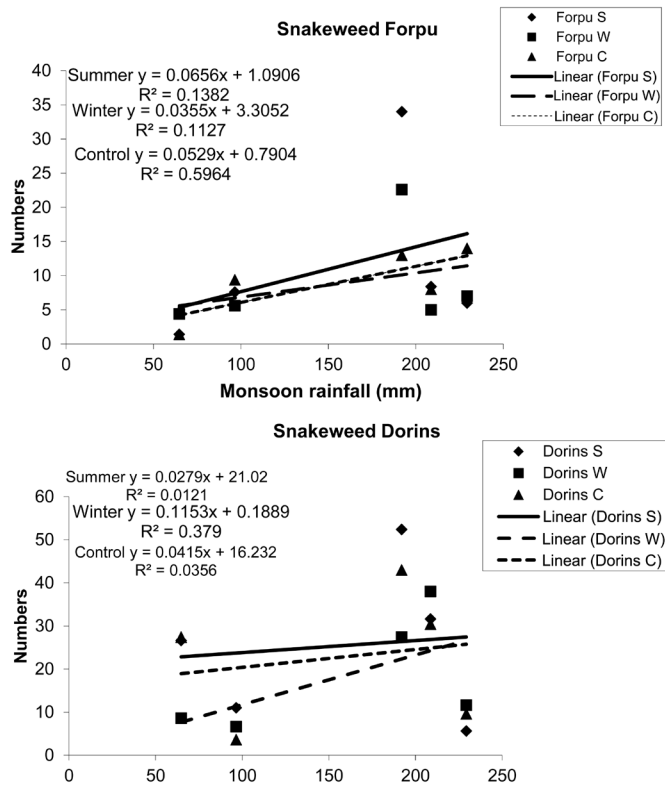 Snakeweed Forpu
Forpu S
Forpu W
Forpu C
Linear (Forpu S)
Linear (Forpu W)
Linear (Forpu C)
Summer y = 0.0656x + 1.0906
R² = 0.1382
Winter y = 0.0355x + 3.3052
R² = 0.1127
Control y = 0.0529x + 0.7904
R² = 0.5964
Numbers
40
35
30
25
20
15
10
5
0
0 50 100 150 200 250
Monsoon rainfall (mm)
Snakeweed Dorins
Dorins S
Dorins W
Dorins C
Linear (Dorins S)
Linear (Dorins W)
Linear (Dorins C)
Summer y = 0.0279x + 21.02
R² = 0.0121
Winter y = 0.1153x + 0.1889
R² = 0.379
Control y = 0.0415x + 16.232
R² = 0.0356
Numbers
60
50
40
30
20
10
0
0 50 100 150 200 250